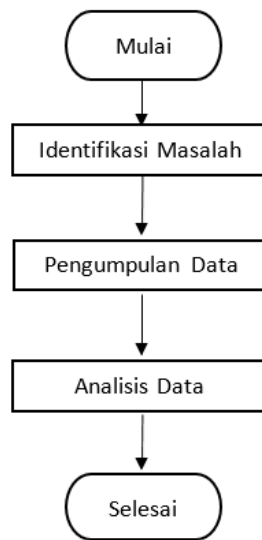 Mulai
Identifikasi Masalah
Pengumpulan Data
Analisis Data
Selesai